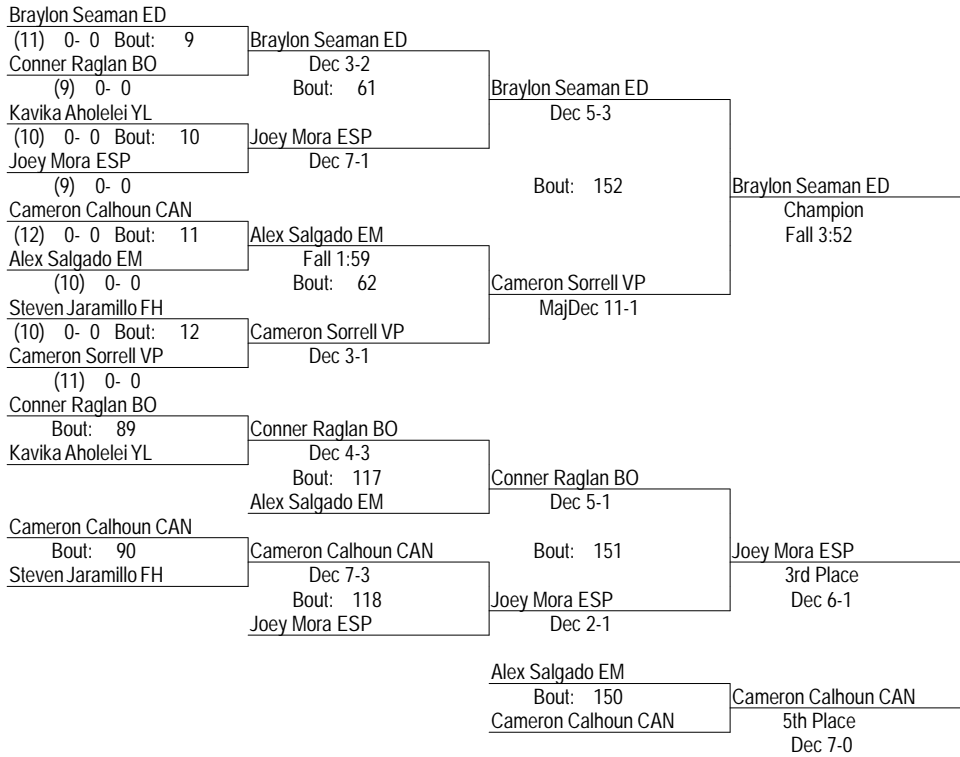 Braylon Seaman ED
(11) 0- 0 Bout: 9 Braylon Seaman ED
Conner Raglan BO Dec 3-2
(9) 0- 0 Bout: 61 Braylon Seaman ED
Kavika Aholelei YL Dec 5-3
(10) 0- 0 Bout: 10 Joey Mora ESP
Joey Mora ESP Dec 7-1
(9) 0- 0 Bout: 152 Braylon Seaman ED
Cameron Calhoun CAN Champion
(12) 0- 0 Bout: 11 Alex Salgado EM Fall 3:52
Alex Salgado EM Fall 1:59
(10) 0- 0 Bout: 62 Cameron Sorrell VP
Steven Jaramillo FH MajDec 11-1
(10) 0- 0 Bout: 12 Cameron Sorrell VP
Cameron Sorrell VP Dec 3-1
(11) 0- 0
Conner Raglan BO
Bout: 89 Conner Raglan BO
Kavika Aholelei YL Dec 4-3
Bout: 117 Conner Raglan BO
Alex Salgado EM Dec 5-1
Cameron Calhoun CAN
Bout: 90 Cameron Calhoun CAN Bout: 151 Joey Mora ESP
Steven Jaramillo FH Dec 7-3 3rd Place
Bout: 118 Joey Mora ESP Dec 6-1
Joey Mora ESP Dec 2-1
Alex Salgado EM
Bout: 150 Cameron Calhoun CAN
Cameron Calhoun CAN 5th Place
Dec 7-0